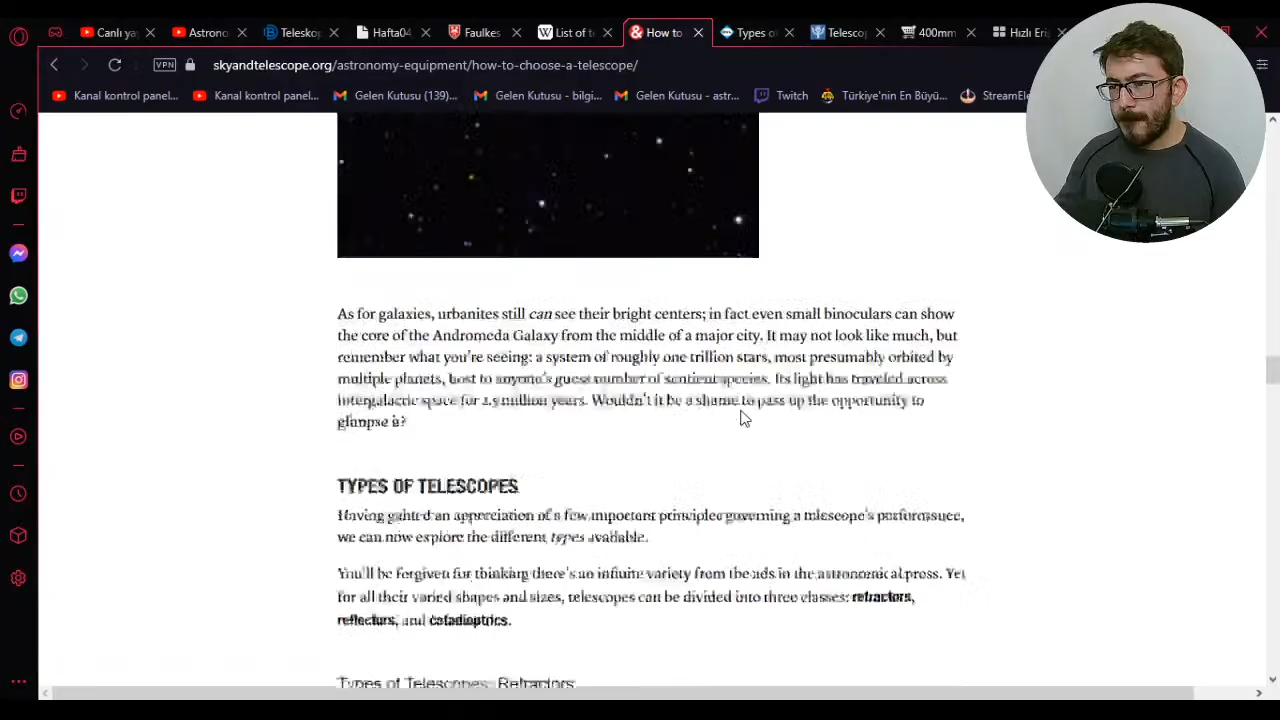 Canlı ya
Astrono
Telesko
Hafta04
Faulkes
List of t
How to
Types o
Telescop
400mm
Hızlı Eri
VPN
skyandtelescope.org/astronomy-equipment/how-to-choose-a-telescope/
Kanal kontrol panel...
Kanal kontrol panel...
Gelen Kutusu (139)...
Gelen Kutusu - bilgi...
Gelen Kutusu - astr...
Twitch
Türkiye'nin En Büyü...
StreamEle
As for galaxies, urbanites still can see their bright centers; in fact even small binoculars can show
the core of the Andromeda Galaxy from the middle of a major city. It may not look like much, but
remember what you're seeing: a system of roughly one trillion stars, most presumably orbited by
multiple planets, host to anyone's guest number of sentient species. Its light has traveled across
intergalactic space for 2.5 million years. Wouldn't it be a shame to pass up the opportunity to
glimpse it?
TYPES OF TELESCOPES
Having gained an appreciation of a few important principles governing a telescope's performance,
we can now explore the different types available.
You'll be forgiven for thinking there's an infinite variety from the ads in the astronomical press. Yet
for all their varied shapes and sizes, telescopes can be divided into three classes: refractors,
reflectors, and catadioptrics.
Types of Telescopes: Refractors